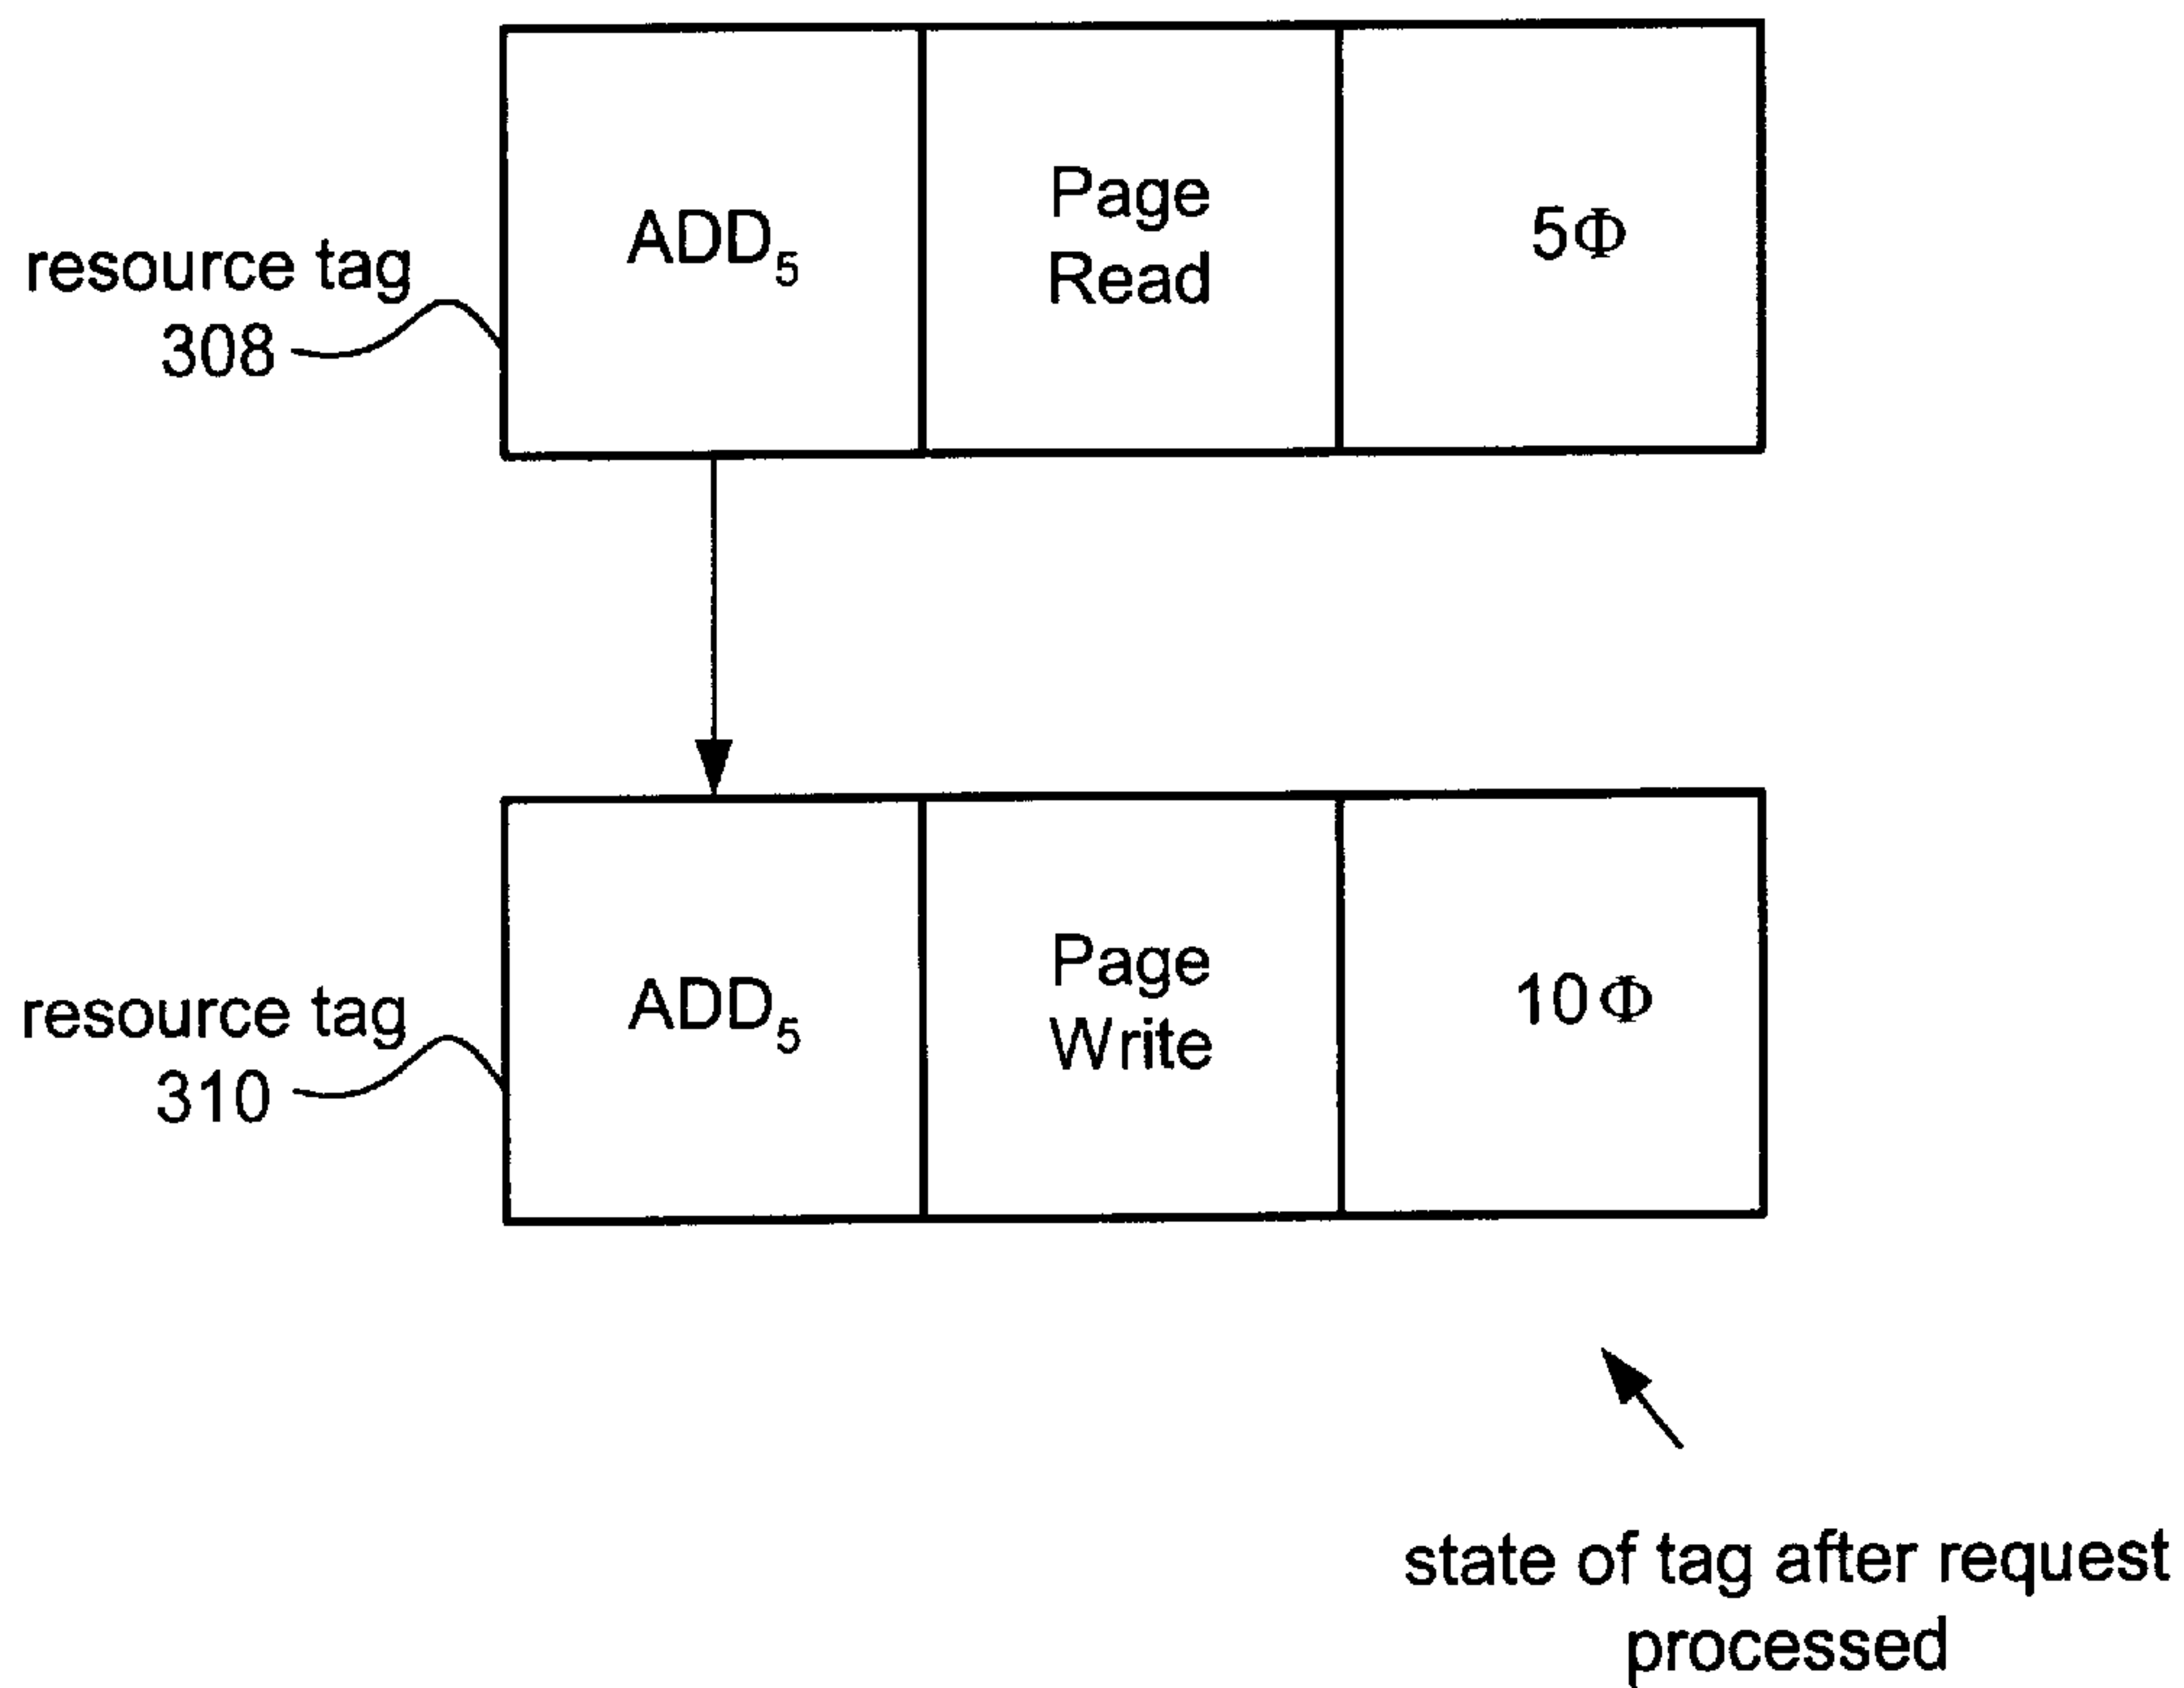 resource tag
308
ADD₅
Page
Read
5Φ
resource tag
310
ADD₅
Page
Write
10Φ
state of tag after request
processed